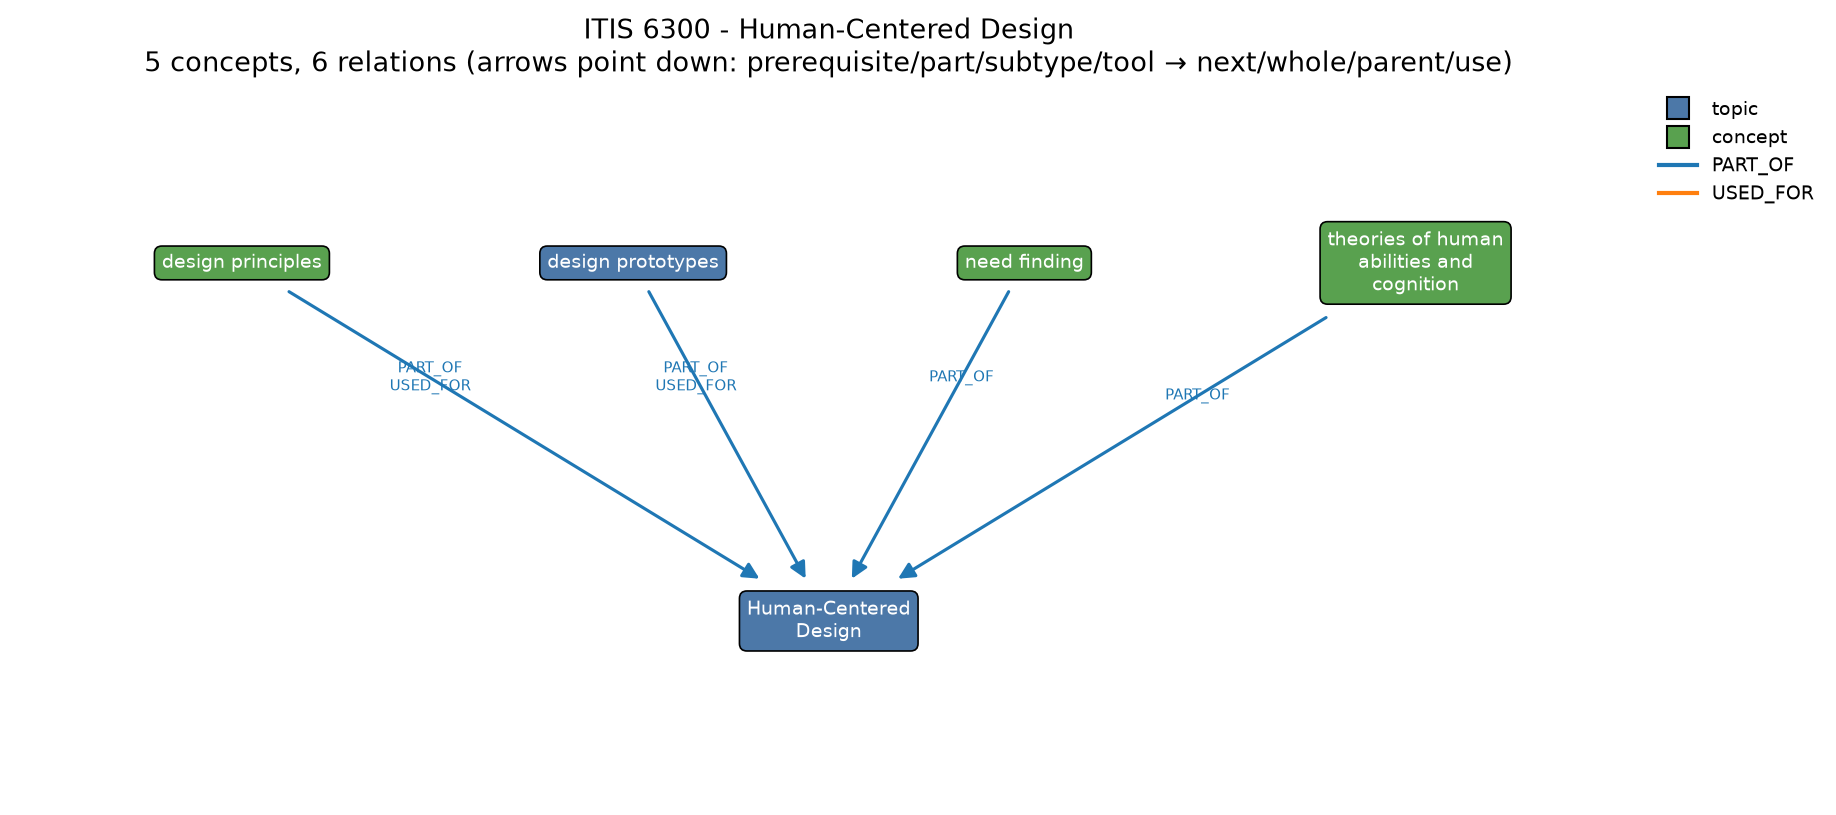 ITIS 6300 - Human-Centered Design
5 concepts, 6 relations (arrows point down: prerequisite/part/subtype/tool → next/whole/parent/use)
topic
concept
PART_OF
USED_FOR
design principles
design prototypes
need finding
theories of human
abilities and
cognition
PART_OF
USED_FOR
PART_OF
USED_FOR
PART_OF
PART_OF
Human-Centered
Design